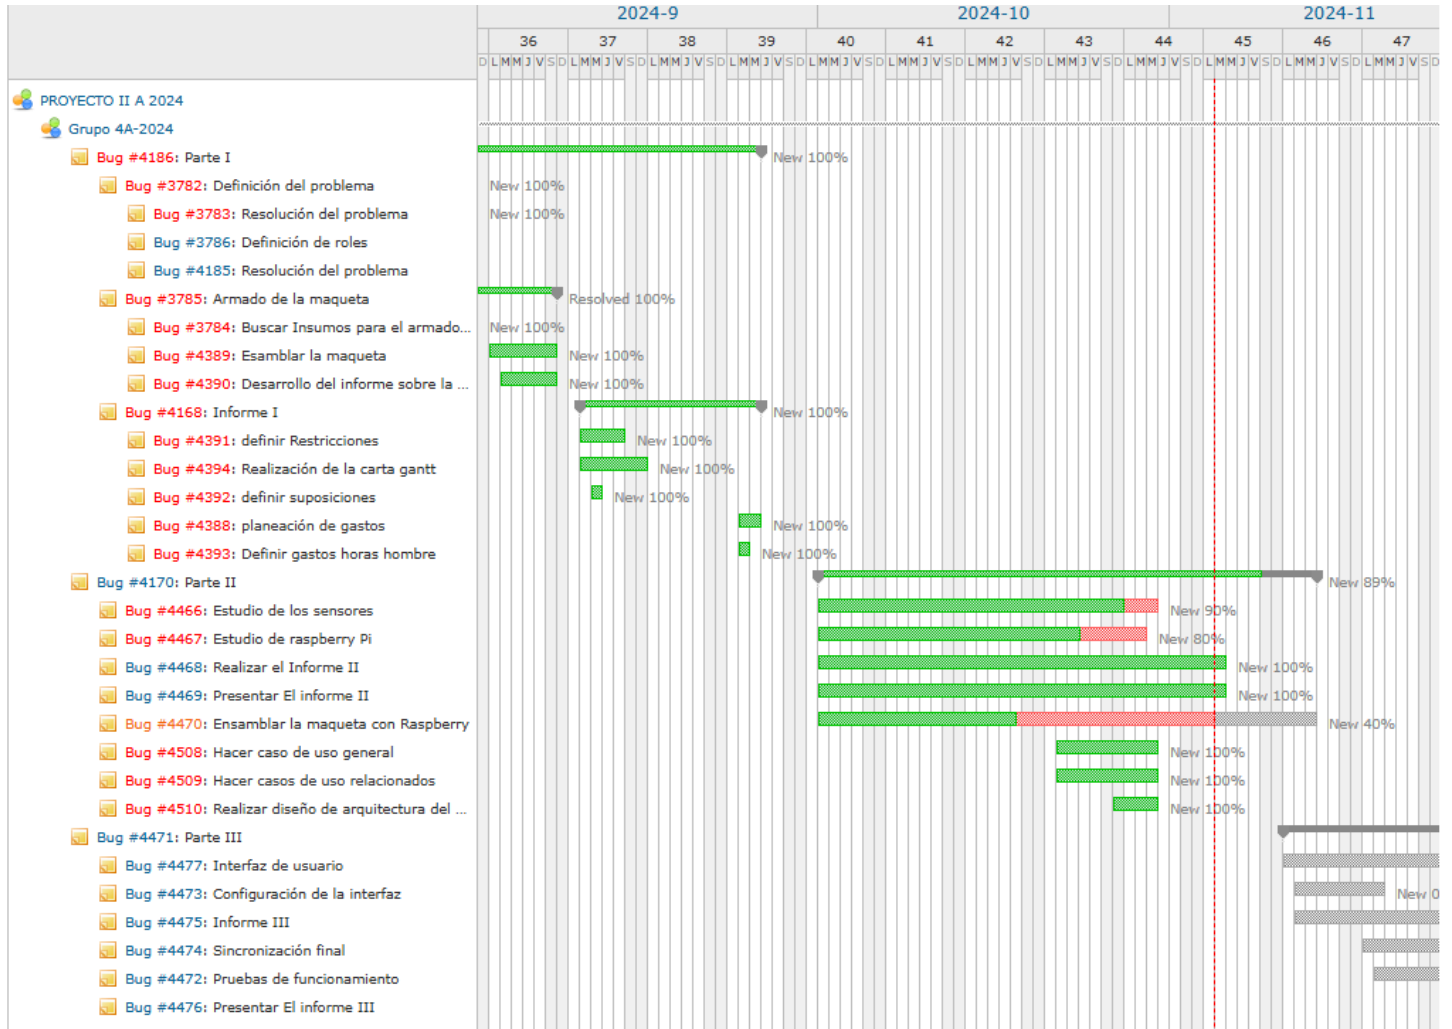 2024-9 2024-10 2024-11
36 37 38 39 40 41 42 43 44 45 46 47
D L M M J V S D L M M J V S D L M M J V S D L M M J V S D L M M J V S D L M M J V S D L M M J V S D L M M J V S D L M M J V S D L M M J V S D L M M J V S D L M M J V S D
PROYECTO II A 2024
Grupo 4A-2024
Bug #4186: Parte I New 100%
Bug #3782: Definición del problema New 100%
Bug #3783: Resolución del problema New 100%
Bug #3786: Definición de roles
Bug #4185: Resolución del problema
Bug #3785: Armado de la maqueta Resolved 100%
Bug #3784: Buscar Insumos para el armado... New 100%
Bug #4389: Esamblar la maqueta New 100%
Bug #4390: Desarrollo del informe sobre la ... New 100%
Bug #4168: Informe I New 100%
Bug #4391: definir Restricciones New 100%
Bug #4394: Realización de la carta gantt New 100%
Bug #4392: definir suposiciones New 100%
Bug #4388: planeación de gastos New 100%
Bug #4393: Definir gastos horas hombre New 100%
Bug #4170: Parte II New 89%
Bug #4466: Estudio de los sensores New 90%
Bug #4467: Estudio de raspberry Pi New 80%
Bug #4468: Realizar el Informe II New 100%
Bug #4469: Presentar El informe II New 100%
Bug #4470: Ensamblar la maqueta con Raspberry New 40%
Bug #4508: Hacer caso de uso general New 100%
Bug #4509: Hacer casos de uso relacionados New 100%
Bug #4510: Realizar diseño de arquitectura del ... New 100%
Bug #4471: Parte III
Bug #4477: Interfaz de usuario
Bug #4473: Configuración de la interfaz New 0
Bug #4475: Informe III
Bug #4474: Sincronización final
Bug #4472: Pruebas de funcionamiento
Bug #4476: Presentar El informe III